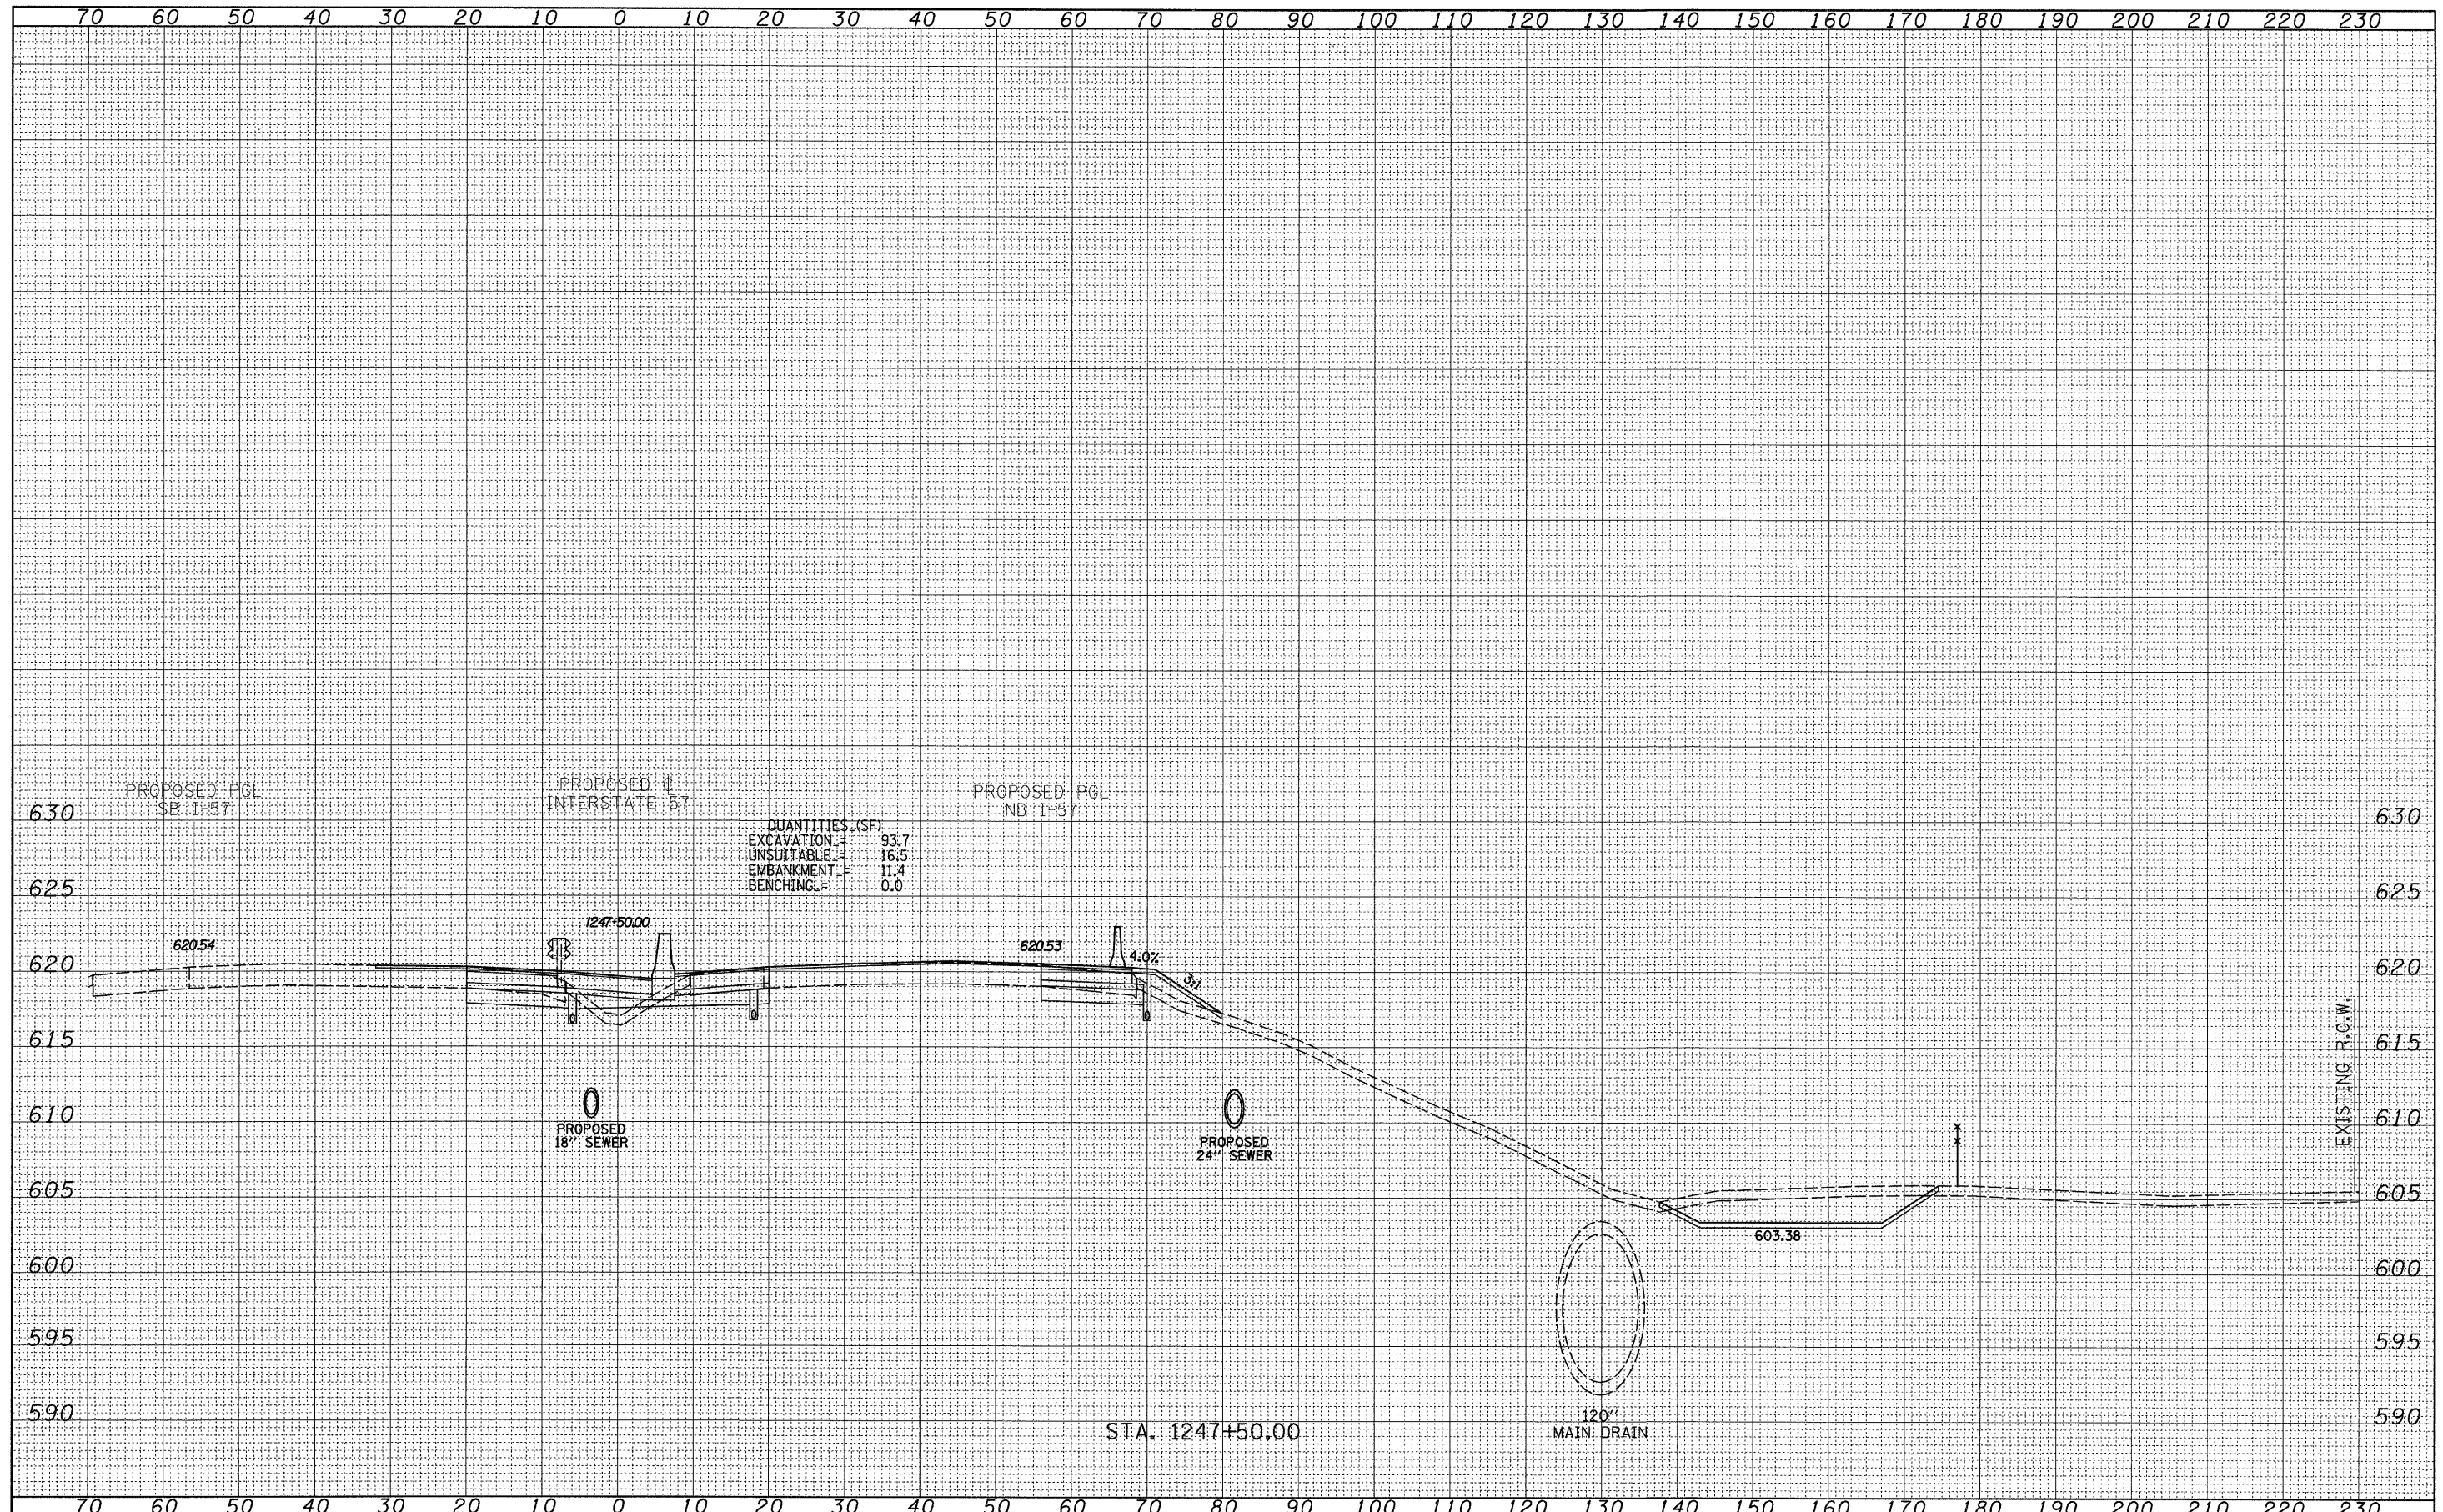 70 60 50 40 30 20 10 0 10 20 30 40 50 60 70 80 90 100 110 120 130 140 150 160 170 180 190 200 210 220 230
PROPOSED PGL
SB I-57
PROPOSED ℄
INTERSTATE 57
PROPOSED PGL
NB I-57
630 630
QUANTITIES_(SF)
EXCAVATION_= 93.7
UNSUITABLE_= 16.5
EMBANKMENT_= 11.4
BENCHING_= 0.0
625 625
1247+50.00
620.54
620.53
4.0%
3:1
620 620
615 615
EXISTING R.O.W.
610 610
PROPOSED
18" SEWER
PROPOSED
24" SEWER
605 605
603.38
600 600
595 595
590 590
120"
MAIN DRAIN
STA. 1247+50.00
70 60 50 40 30 20 10 0 10 20 30 40 50 60 70 80 90 100 110 120 130 140 150 160 170 180 190 200 210 220 230